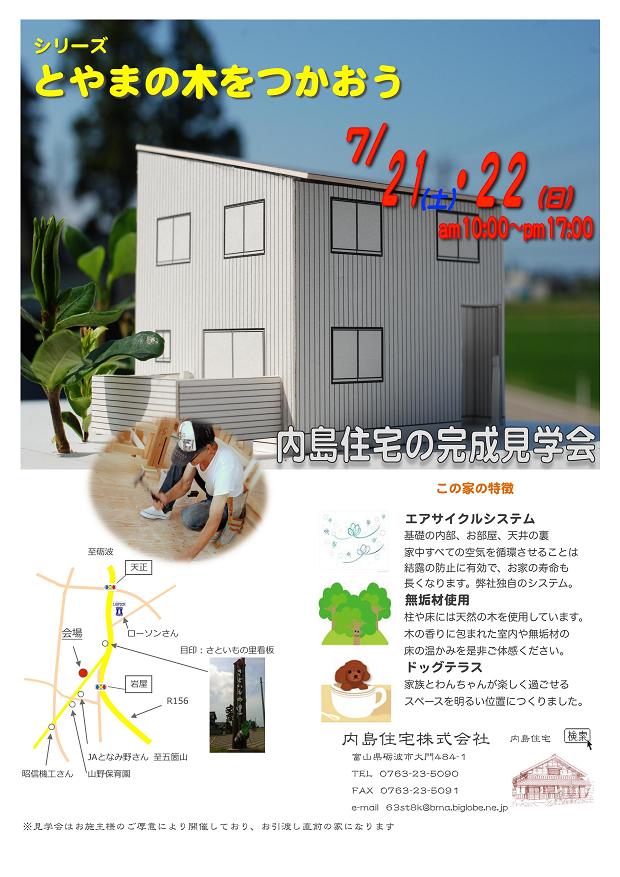 シリーズ
とやまの木をつかおう
7/21(土)・22(日)
am10:00～pm17:00
内島住宅の完成見学会
この家の特徴
エアサイクルシステム
基礎の内部、お部屋、天井の裏
家中すべての空気を循環させることは
結露の防止に有効で、お家の寿命も
長くなります。弊社独自のシステム。
無垢材使用
柱や床には天然の木を使用しています。
木の香りに包まれた室内や無垢材の
床の温かみを是非ご体感ください。
ドッグテラス
家族とわんちゃんが楽しく過ごせる
スペースを明るい位置につくりました。
至砺波
天正
LAWSON
ローソンさん
会場
目印：さといもの里看板
岩屋
R156
JAとなみ野さん 至五箇山
昭信機工さん
山野保育園
内島住宅株式会社
内島住宅 検索
富山県砺波市大門484-1
TEL 0763-23-5090
FAX 0763-23-5091
e-mail 63st8k@bma.biglobe.ne.jp
※見学会はお施主様のご厚意により開催しており、お引渡し直前の家になります